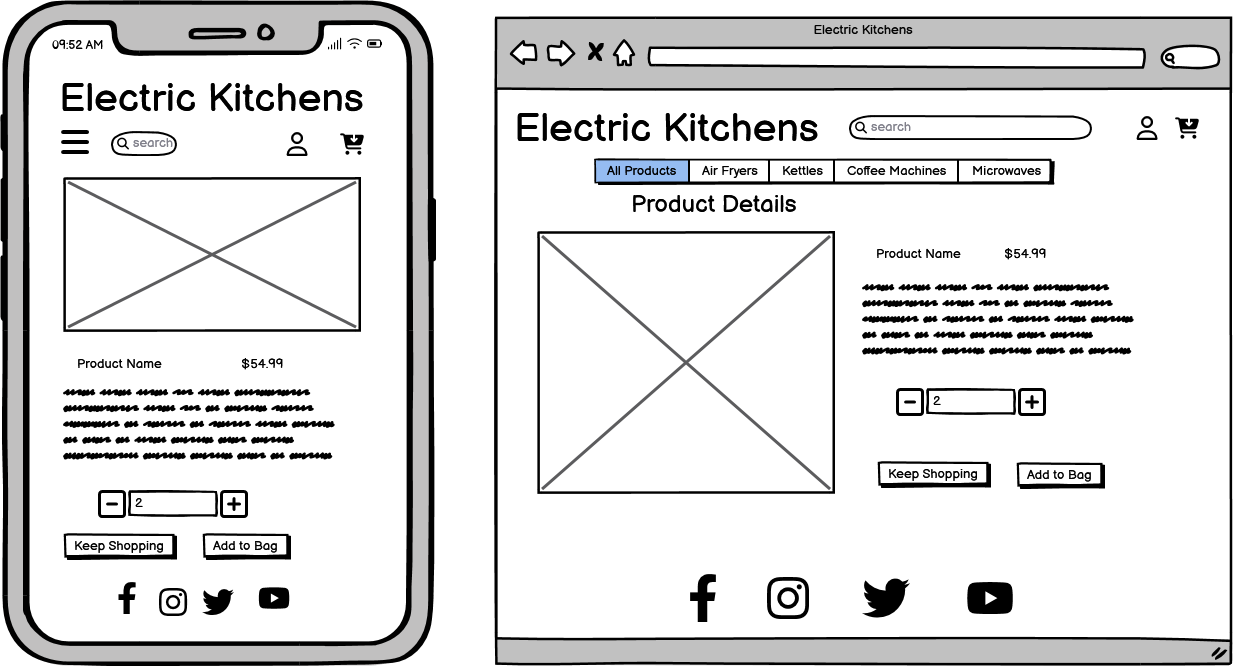 09:52 AM
Electric Kitchens
search
Product Name $54.99
2
Keep Shopping Add to Bag
Electric Kitchens
Electric Kitchens search
All Products Air Fryers Kettles Coffee Machines Microwaves
Product Details
Product Name $54.99
2
Keep Shopping Add to Bag